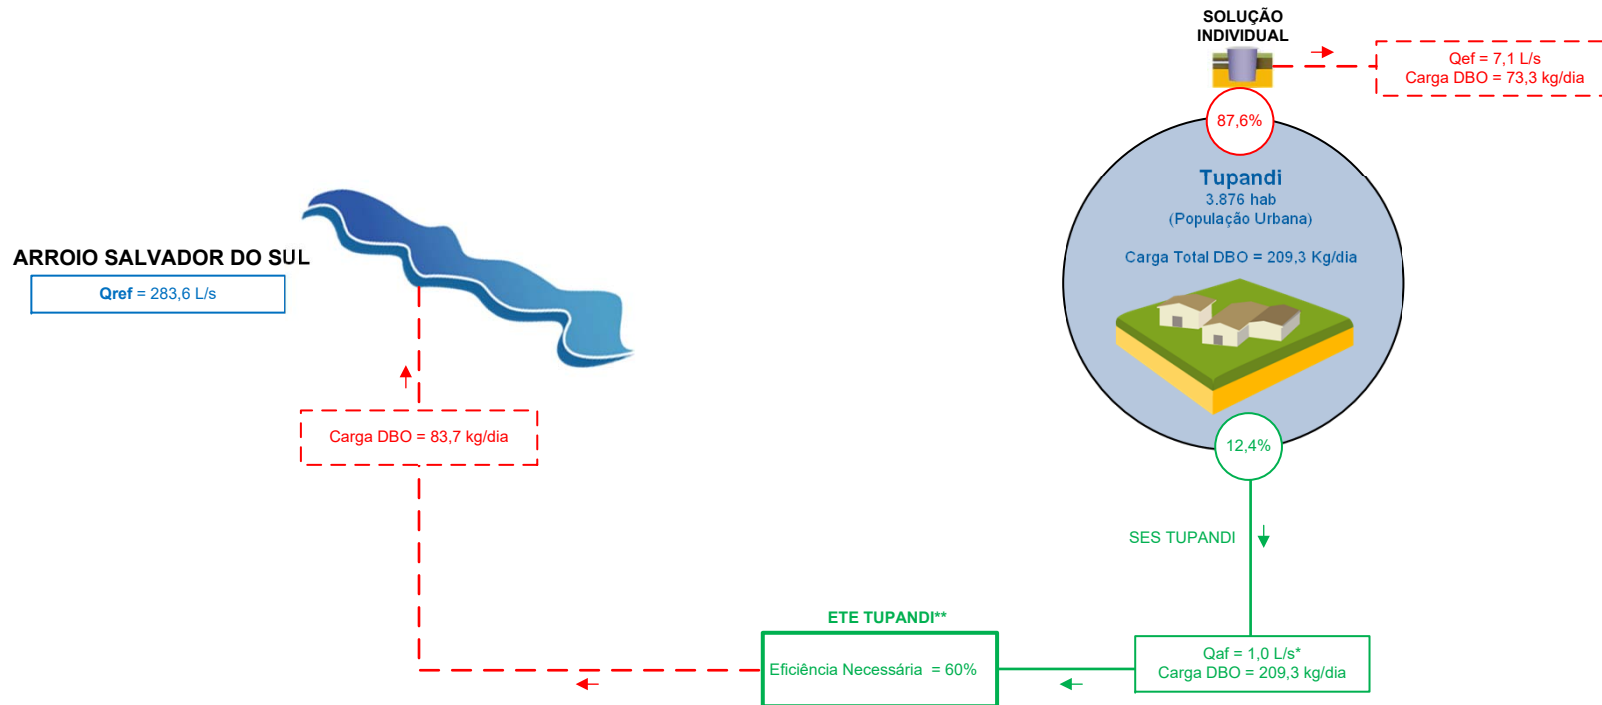 SOLUÇÃO
INDIVIDUAL
Qef = 7,1 L/s
Carga DBO = 73,3 kg/dia
87,6%
Tupandi
3.876 hab
(População Urbana)
Carga Total DBO = 209,3 Kg/dia
ARROIO SALVADOR DO SUL
Qref = 283,6 L/s
Carga DBO = 83,7 kg/dia
12,4%
SES TUPANDI
ETE TUPANDI**
Eficiência Necessária = 60%
Qaf = 1,0 L/s*
Carga DBO = 209,3 kg/dia